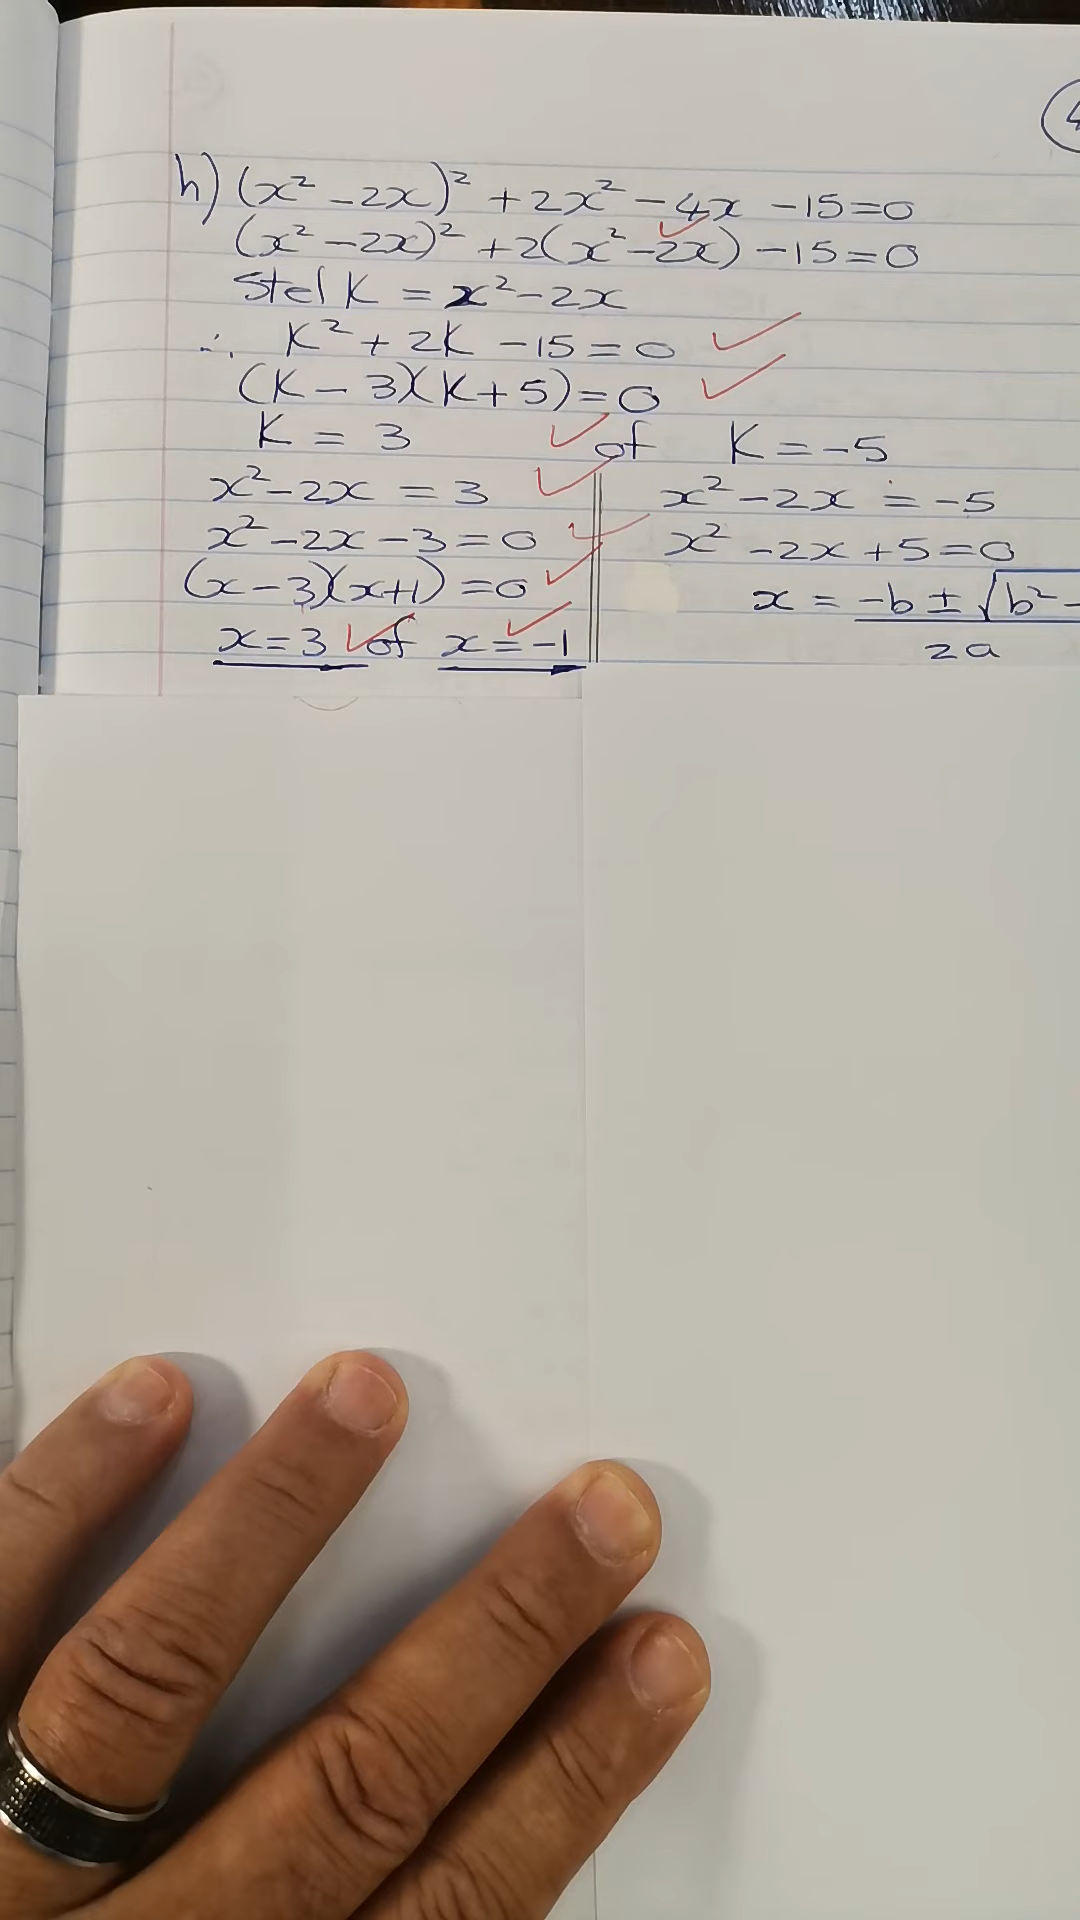 h) (x² - 2x)² + 2x² - 4x - 15 = 0
(x² - 2x)² + 2(x² - 2x) - 15 = 0
Stel K = x² - 2x
∴ K² + 2K - 15 = 0
(K - 3)(K + 5) = 0
K = 3 of K = -5
x² - 2x = 3 x² - 2x = -5
x² - 2x - 3 = 0 x² - 2x + 5 = 0
(x - 3)(x + 1) = 0 x = -b ± √b² -
x = 3 of x = -1 2a